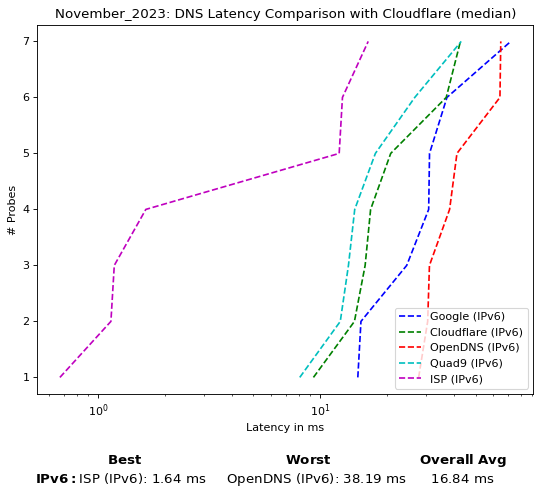 November_2023: DNS Latency Comparison with Cloudflare (median)
7
6
5
4
3
2
1
# Probes
Google (IPv6)
Cloudflare (IPv6)
OpenDNS (IPv6)
Quad9 (IPv6)
ISP (IPv6)
10⁰ 10¹
Latency in ms
Best Worst Overall Avg
IPv6: ISP (IPv6): 1.64 ms OpenDNS (IPv6): 38.19 ms 16.84 ms